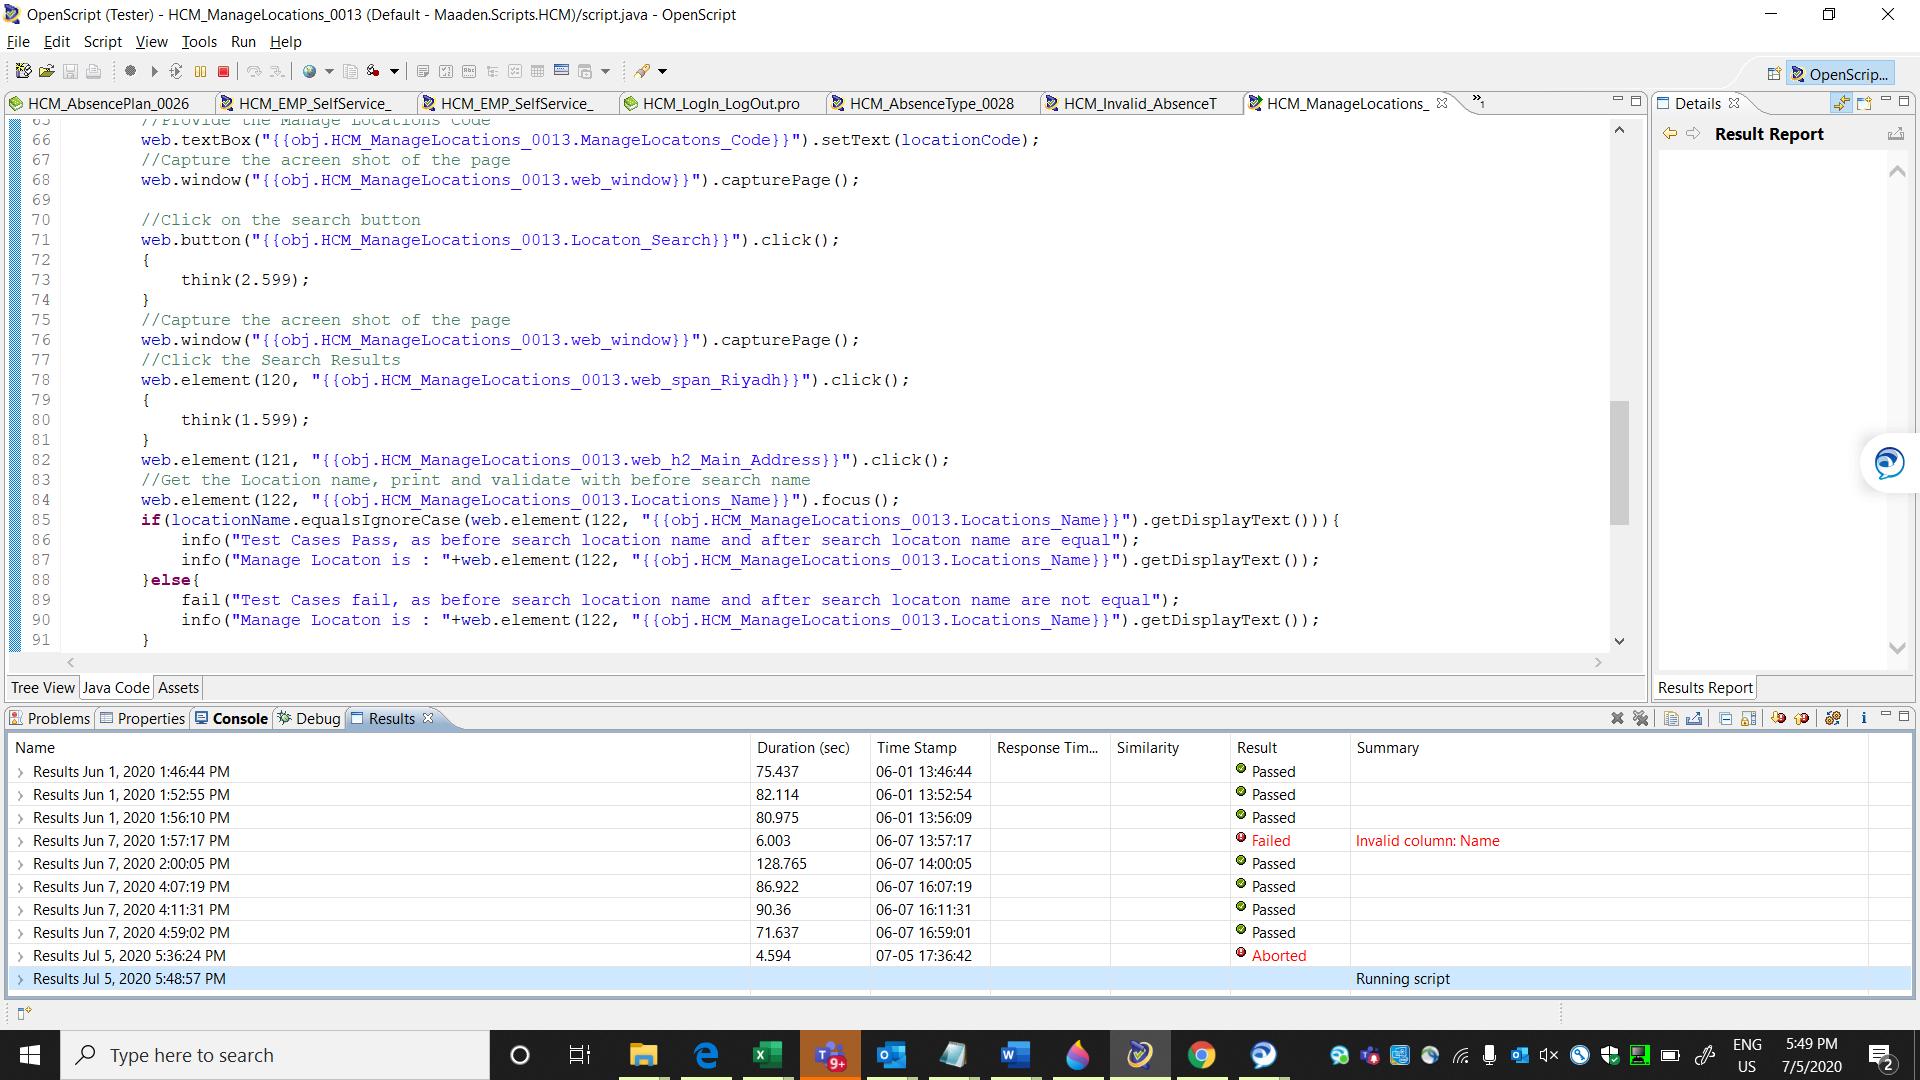 OpenScript (Tester) - HCM_ManageLocations_0013 (Default - Maaden.Scripts.HCM)/script.java - OpenScript
File Edit Script View Tools Run Help
OpenScrip...
HCM_AbsencePlan_0026 HCM_EMP_SelfService_ HCM_EMP_SelfService_ HCM_LogIn_LogOut.pro HCM_AbsenceType_0028 HCM_Invalid_AbsenceT HCM_ManageLocations_ »1
Details
Result Report
65 //Provide the Manage Locations Code
66 web.textBox("{{obj.HCM_ManageLocations_0013.ManageLocatons_Code}}").setText(locationCode);
67 //Capture the acreen shot of the page
68 web.window("{{obj.HCM_ManageLocations_0013.web_window}}").capturePage();
69
70 //Click on the search button
71 web.button("{{obj.HCM_ManageLocations_0013.Locaton_Search}}").click();
72 {
73 think(2.599);
74 }
75 //Capture the acreen shot of the page
76 web.window("{{obj.HCM_ManageLocations_0013.web_window}}").capturePage();
77 //Click the Search Results
78 web.element(120, "{{obj.HCM_ManageLocations_0013.web_span_Riyadh}}").click();
79 {
80 think(1.599);
81 }
82 web.element(121, "{{obj.HCM_ManageLocations_0013.web_h2_Main_Address}}").click();
83 //Get the Location name, print and validate with before search name
84 web.element(122, "{{obj.HCM_ManageLocations_0013.Locations_Name}}").focus();
85 if(locationName.equalsIgnoreCase(web.element(122, "{{obj.HCM_ManageLocations_0013.Locations_Name}}").getDisplayText())){
86 info("Test Cases Pass, as before search location name and after search locaton name are equal");
87 info("Manage Locaton is : "+web.element(122, "{{obj.HCM_ManageLocations_0013.Locations_Name}}").getDisplayText());
88 }else{
89 fail("Test Cases fail, as before search location name and after search locaton name are not equal");
90 info("Manage Locaton is : "+web.element(122, "{{obj.HCM_ManageLocations_0013.Locations_Name}}").getDisplayText());
91 }
Tree View Java Code Assets
Results Report
Problems Properties Console Debug Results
Name Duration (sec) Time Stamp Response Tim... Similarity Result Summary
Results Jun 1, 2020 1:46:44 PM 75.437 06-01 13:46:44 Passed
Results Jun 1, 2020 1:52:55 PM 82.114 06-01 13:52:54 Passed
Results Jun 1, 2020 1:56:10 PM 80.975 06-01 13:56:09 Passed
Results Jun 7, 2020 1:57:17 PM 6.003 06-07 13:57:17 Failed Invalid column: Name
Results Jun 7, 2020 2:00:05 PM 128.765 06-07 14:00:05 Passed
Results Jun 7, 2020 4:07:19 PM 86.922 06-07 16:07:19 Passed
Results Jun 7, 2020 4:11:31 PM 90.36 06-07 16:11:31 Passed
Results Jun 7, 2020 4:59:02 PM 71.637 06-07 16:59:01 Passed
Results Jul 5, 2020 5:36:24 PM 4.594 07-05 17:36:42 Aborted
Results Jul 5, 2020 5:48:57 PM Running script
Type here to search
9+
ENG
US
5:49 PM
7/5/2020
2